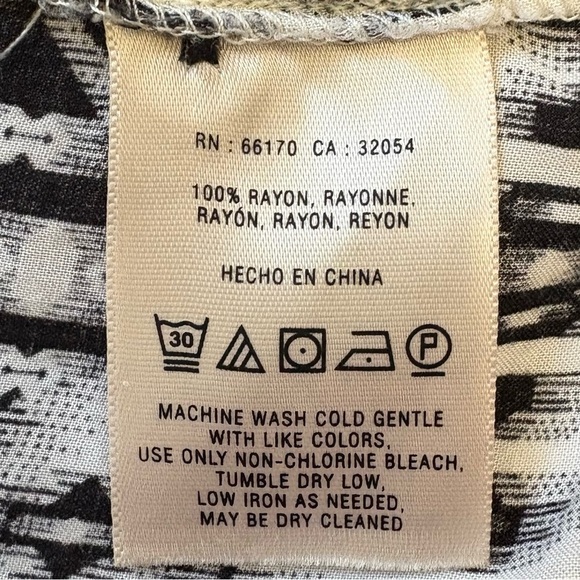 RN : 66170 CA : 32054
100% RAYON, RAYONNE,
RAYÓN, RAYON, REYON
HECHO EN CHINA
30 P
MACHINE WASH COLD GENTLE
WITH LIKE COLORS,
USE ONLY NON-CHLORINE BLEACH,
TUMBLE DRY LOW,
LOW IRON AS NEEDED,
MAY BE DRY CLEANED